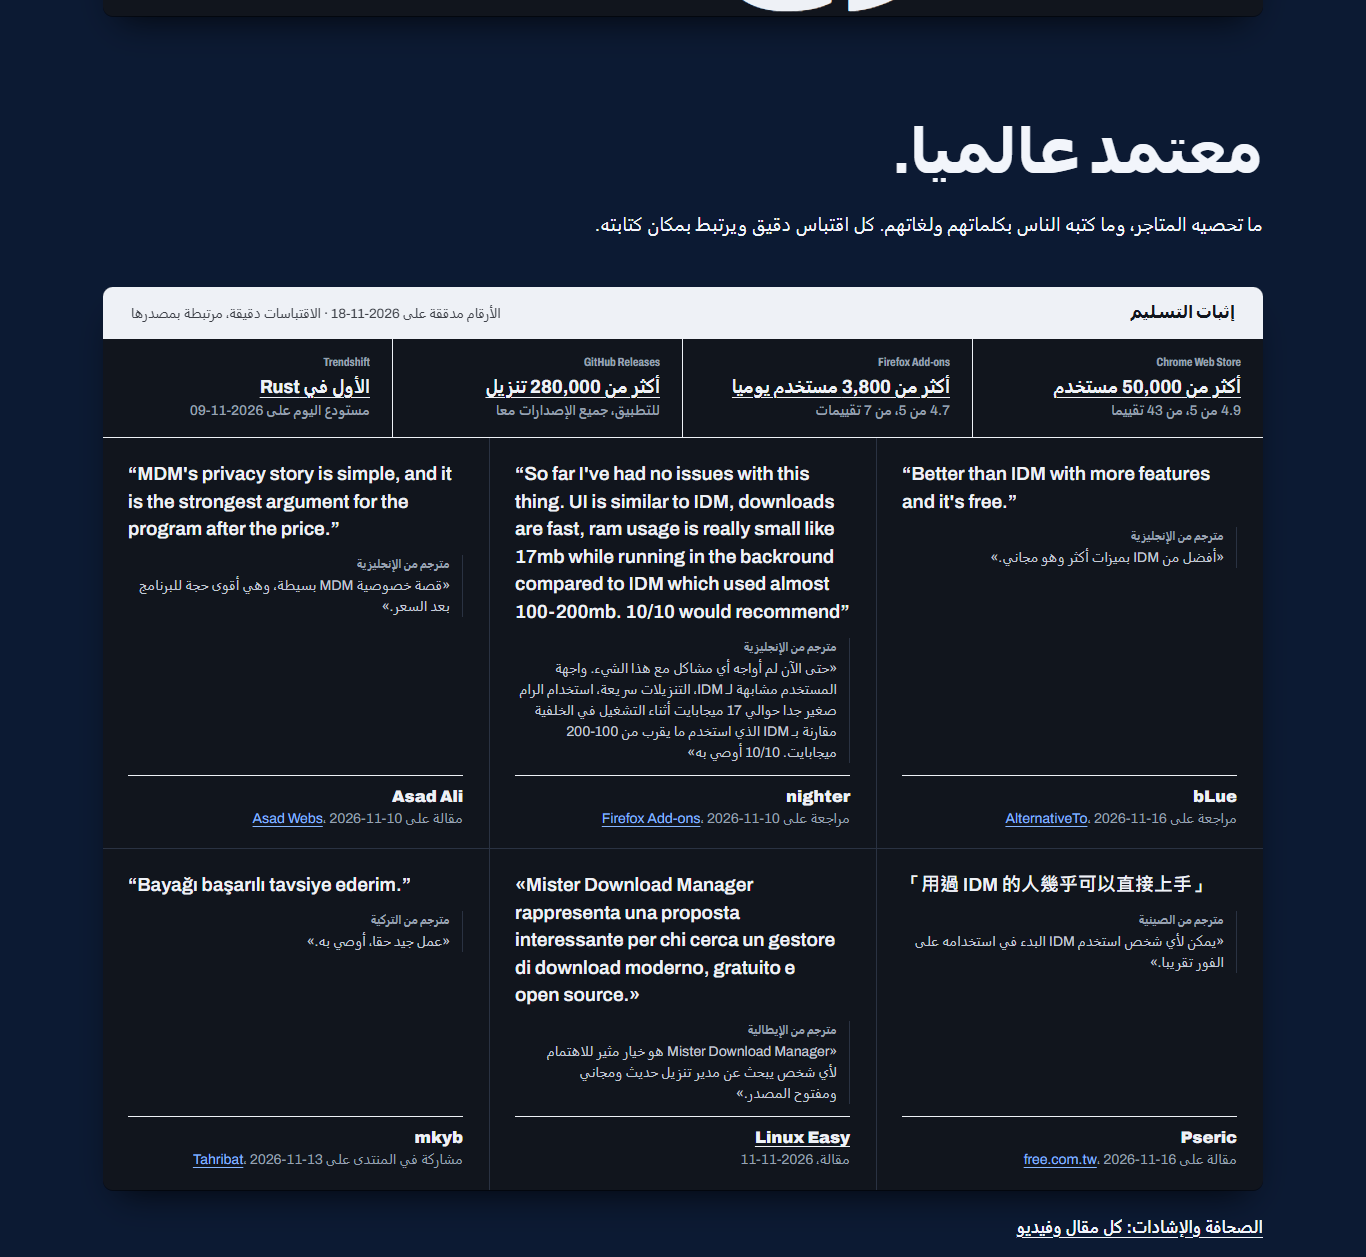 معتمد عالميا.
ما تحصيه المتاجر، وما كتبه الناس بكلماتهم ولغاتهم. كل اقتباس دقيق ويرتبط بمكان كتابته.
إثبات التسليم
الأرقام مدققة على 2026-11-18 · الاقتباسات دقيقة، مرتبطة بمصدرها
Chrome Web Store
أكثر من 50,000 مستخدم
4.9 من 5، من 43 تقييما
Firefox Add-ons
أكثر من 3,800 مستخدم يوميا
4.7 من 5، من 7 تقييمات
GitHub Releases
أكثر من 280,000 تنزيل
للتطبيق، جميع الإصدارات معا
Trendshift
الأول في Rust
مستودع اليوم على 2026-11-09
“Better than IDM with more features
and it's free.”
مترجم من الإنجليزية
«أفضل من IDM بميزات أكثر وهو مجاني.»
bLue
مراجعة على AlternativeTo، 2026-11-16
“So far I've had no issues with this
thing. UI is similar to IDM, downloads
are fast, ram usage is really small like
17mb while running in the backround
compared to IDM which used almost
100-200mb. 10/10 would recommend”
مترجم من الإنجليزية
«حتى الآن لم أواجه أي مشاكل مع هذا الشيء. واجهة
المستخدم مشابهة لـ IDM، التنزيلات سريعة، استخدام الرام
صغير جدا حوالي 17 ميجابايت أثناء التشغيل في الخلفية
مقارنة بـ IDM الذي استخدم ما يقرب من 100-200
ميجابايت. 10/10 أوصي به»
nighter
مراجعة على Firefox Add-ons، 2026-11-10
“MDM's privacy story is simple, and it
is the strongest argument for the
program after the price.”
مترجم من الإنجليزية
«قصة خصوصية MDM بسيطة، وهي أقوى حجة للبرنامج
بعد السعر.»
Asad Ali
مقالة على Asad Webs، 2026-11-10
「用過 IDM 的人幾乎可以直接上手」
مترجم من الصينية
«يمكن لأي شخص استخدم IDM البدء في استخدامه على
الفور تقريبا.»
Pseric
مقالة على free.com.tw، 2026-11-16
«Mister Download Manager
rappresenta una proposta
interessante per chi cerca un gestore
di download moderno, gratuito e
open source.»
مترجم من الإيطالية
«Mister Download Manager هو خيار مثير للاهتمام
لأي شخص يبحث عن مدير تنزيل حديث ومجاني
ومفتوح المصدر.»
Linux Easy
مقالة، 2026-11-11
“Bayağı başarılı tavsiye ederim.”
مترجم من التركية
«عمل جيد حقا، أوصي به.»
mkyb
مشاركة في المنتدى على Tahribat، 2026-11-13
الصحافة والإشادات: كل مقال وفيديو